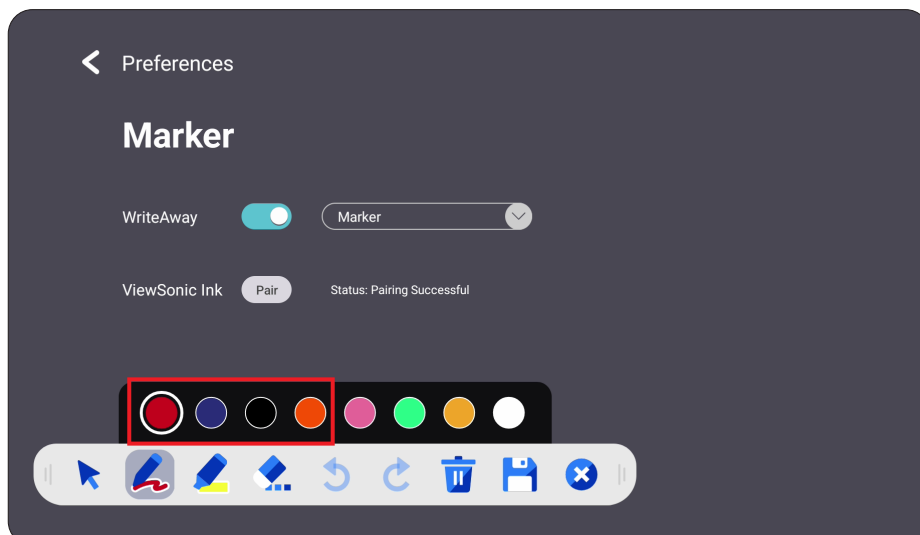 Preferences
Marker
WriteAway Marker
ViewSonic Ink Pair Status: Pairing Successful